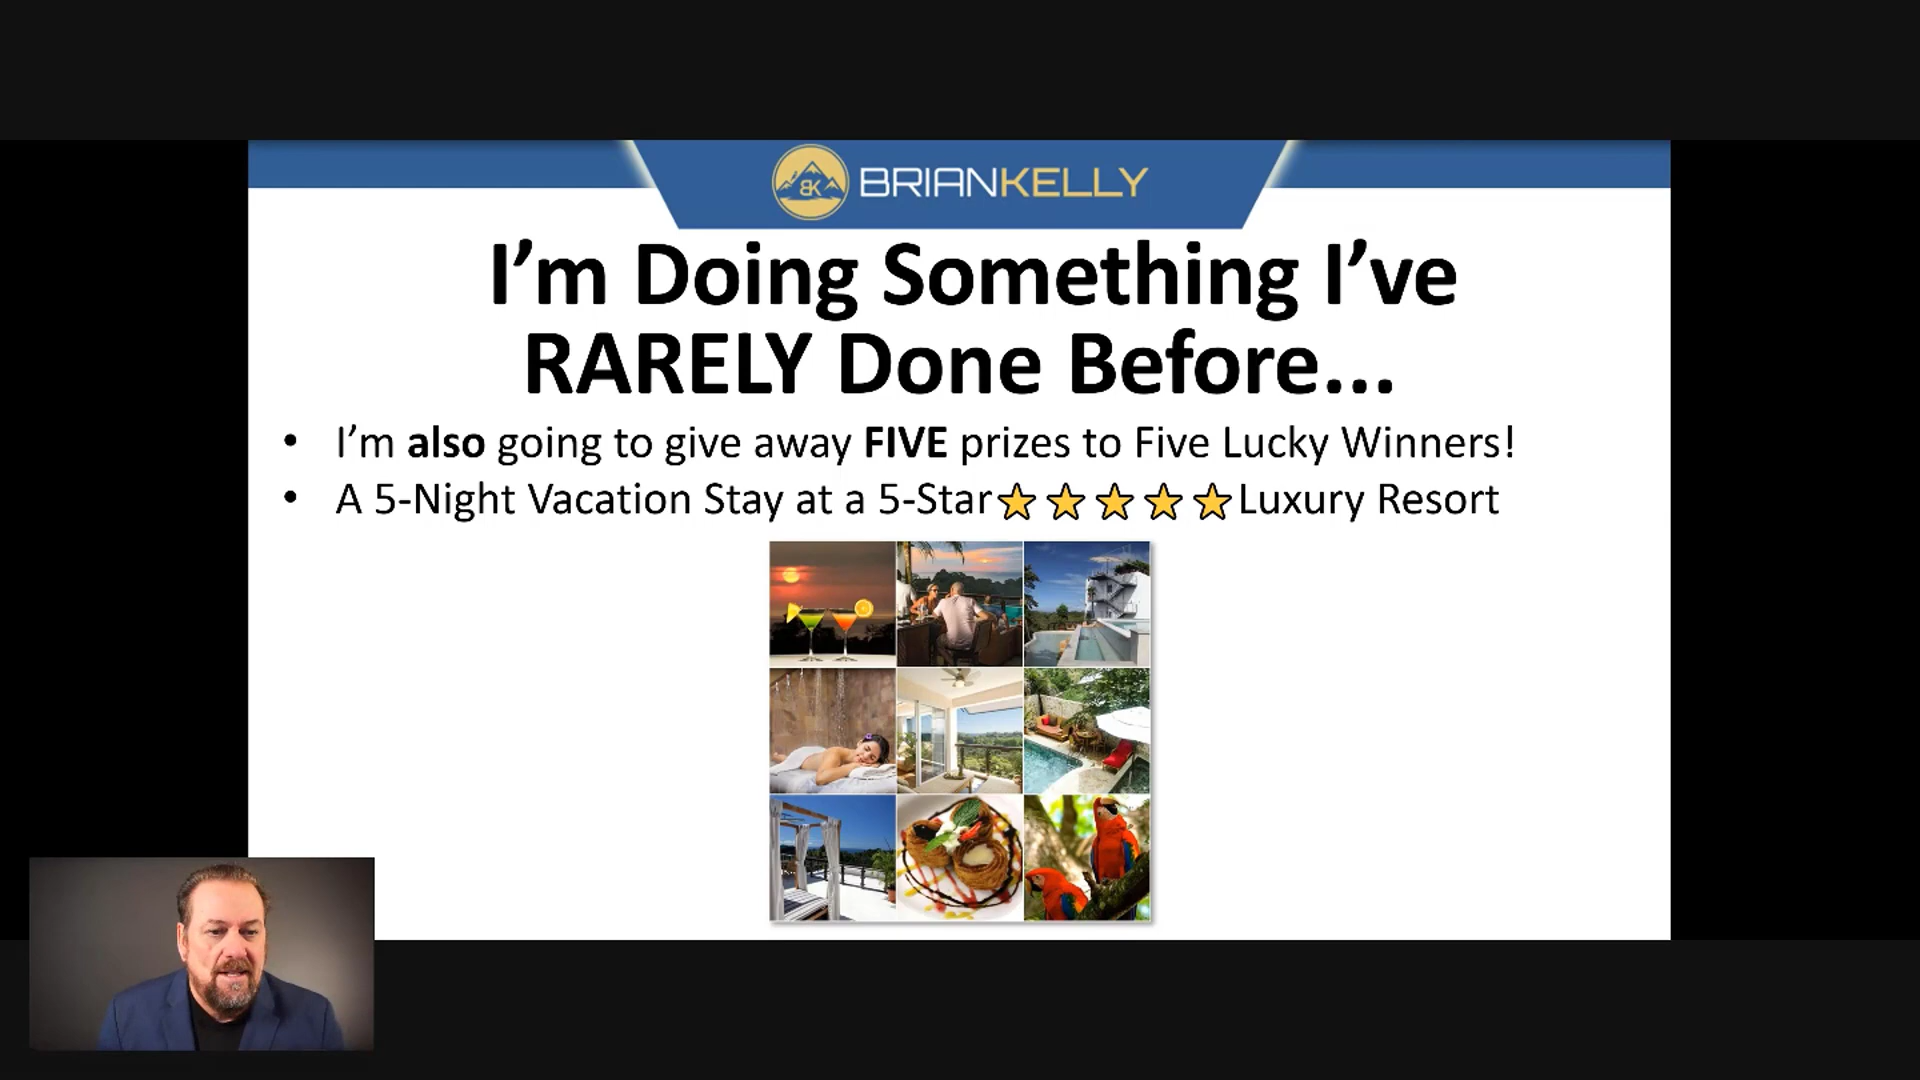 BK
BRIANKELLY
I’m Doing Something I’ve
RARELY Done Before...
• I’m also going to give away FIVE prizes to Five Lucky Winners!
• A 5-Night Vacation Stay at a 5-Star⭐⭐⭐⭐⭐Luxury Resort